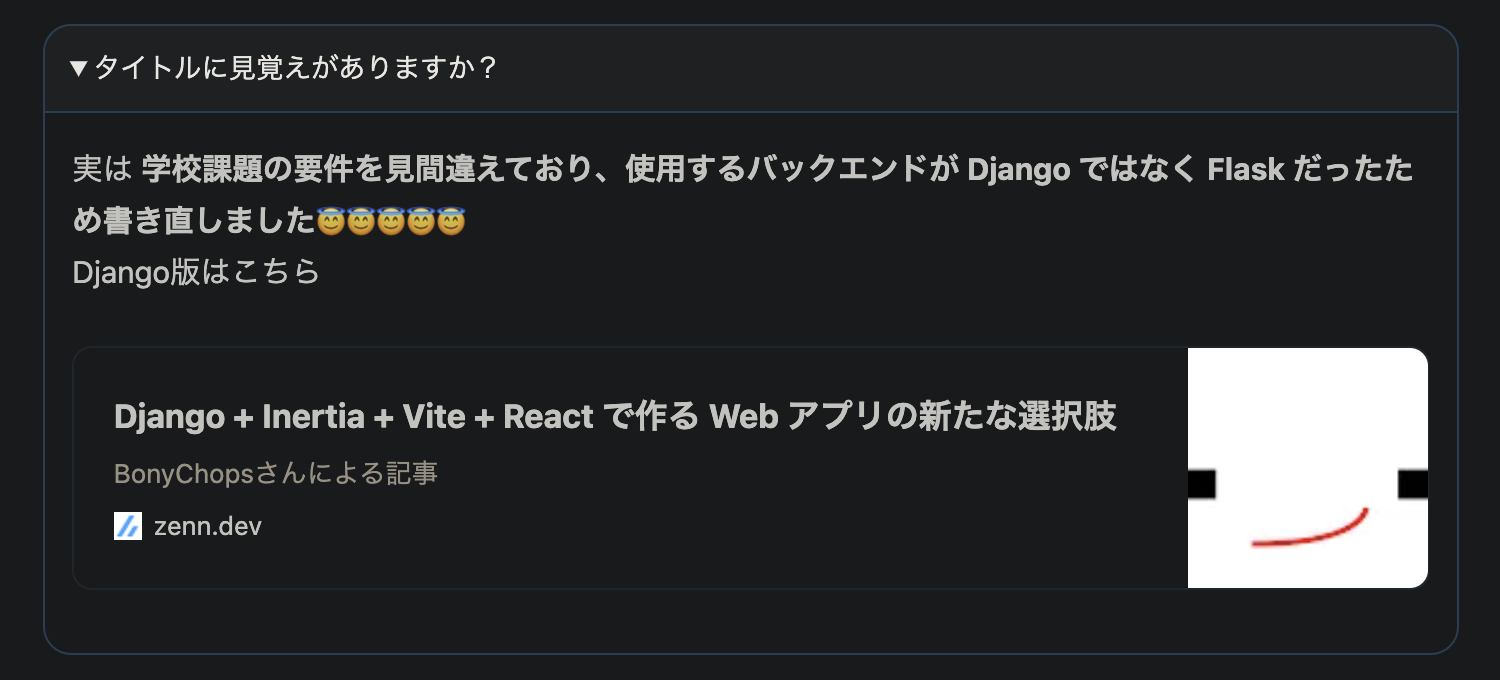 ▼タイトルに見覚えがありますか？
実は 学校課題の要件を見間違えており、使用するバックエンドが Django ではなく Flask だったた
め書き直しました😇😇😇😇😇
Django版はこちら
Django + Inertia + Vite + React で作る Web アプリの新たな選択肢
BonyChopsさんによる記事
zenn.dev